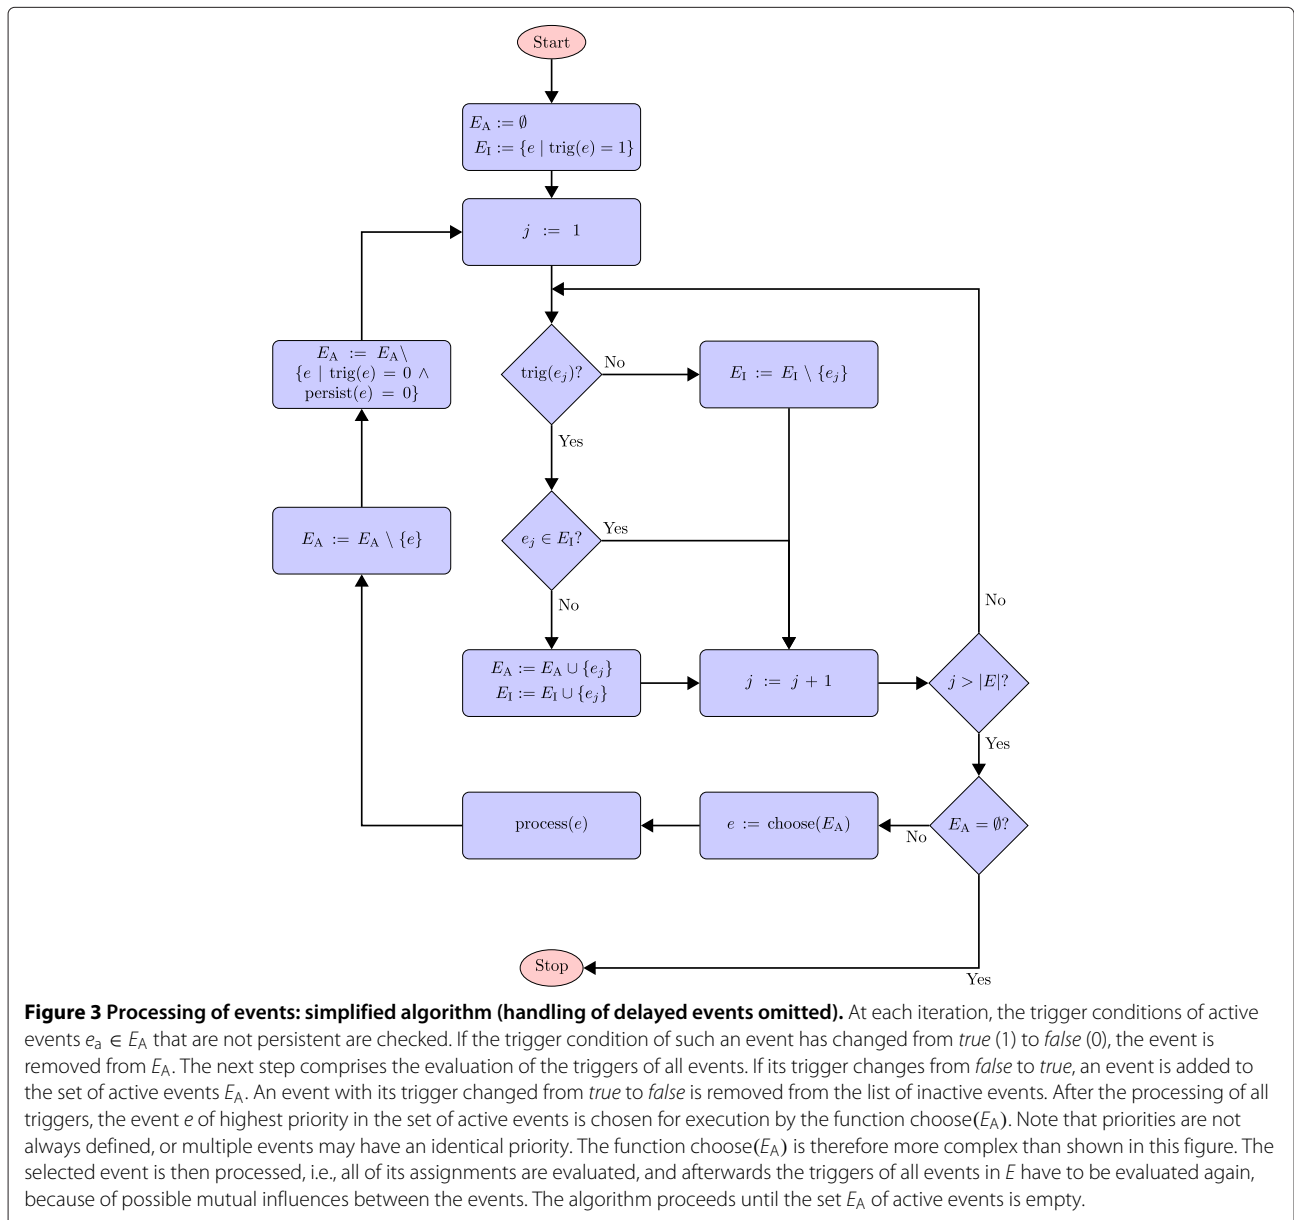 Start
E_A := ∅
E_I := {e | trig(e) = 1}
j := 1
E_A := E_A\
{e | trig(e) = 0 ∧
persist(e) = 0}
trig(e_j)?
No
E_I := E_I \ {e_j}
Yes
E_A := E_A \ {e}
e_j ∈ E_I?
Yes
No
No
E_A := E_A ∪ {e_j}
E_I := E_I ∪ {e_j}
j := j + 1
j > |E|?
Yes
process(e)
e := choose(E_A)
No
E_A = ∅?
Stop
Yes
Figure 3 Processing of events: simplified algorithm (handling of delayed events omitted). At each iteration, the trigger conditions of active
events e_a ∈ E_A that are not persistent are checked. If the trigger condition of such an event has changed from true (1) to false (0), the event is
removed from E_A. The next step comprises the evaluation of the triggers of all events. If its trigger changes from false to true, an event is added to
the set of active events E_A. An event with its trigger changed from true to false is removed from the list of inactive events. After the processing of all
triggers, the event e of highest priority in the set of active events is chosen for execution by the function choose(E_A). Note that priorities are not
always defined, or multiple events may have an identical priority. The function choose(E_A) is therefore more complex than shown in this figure. The
selected event is then processed, i.e., all of its assignments are evaluated, and afterwards the triggers of all events in E have to be evaluated again,
because of possible mutual influences between the events. The algorithm proceeds until the set E_A of active events is empty.